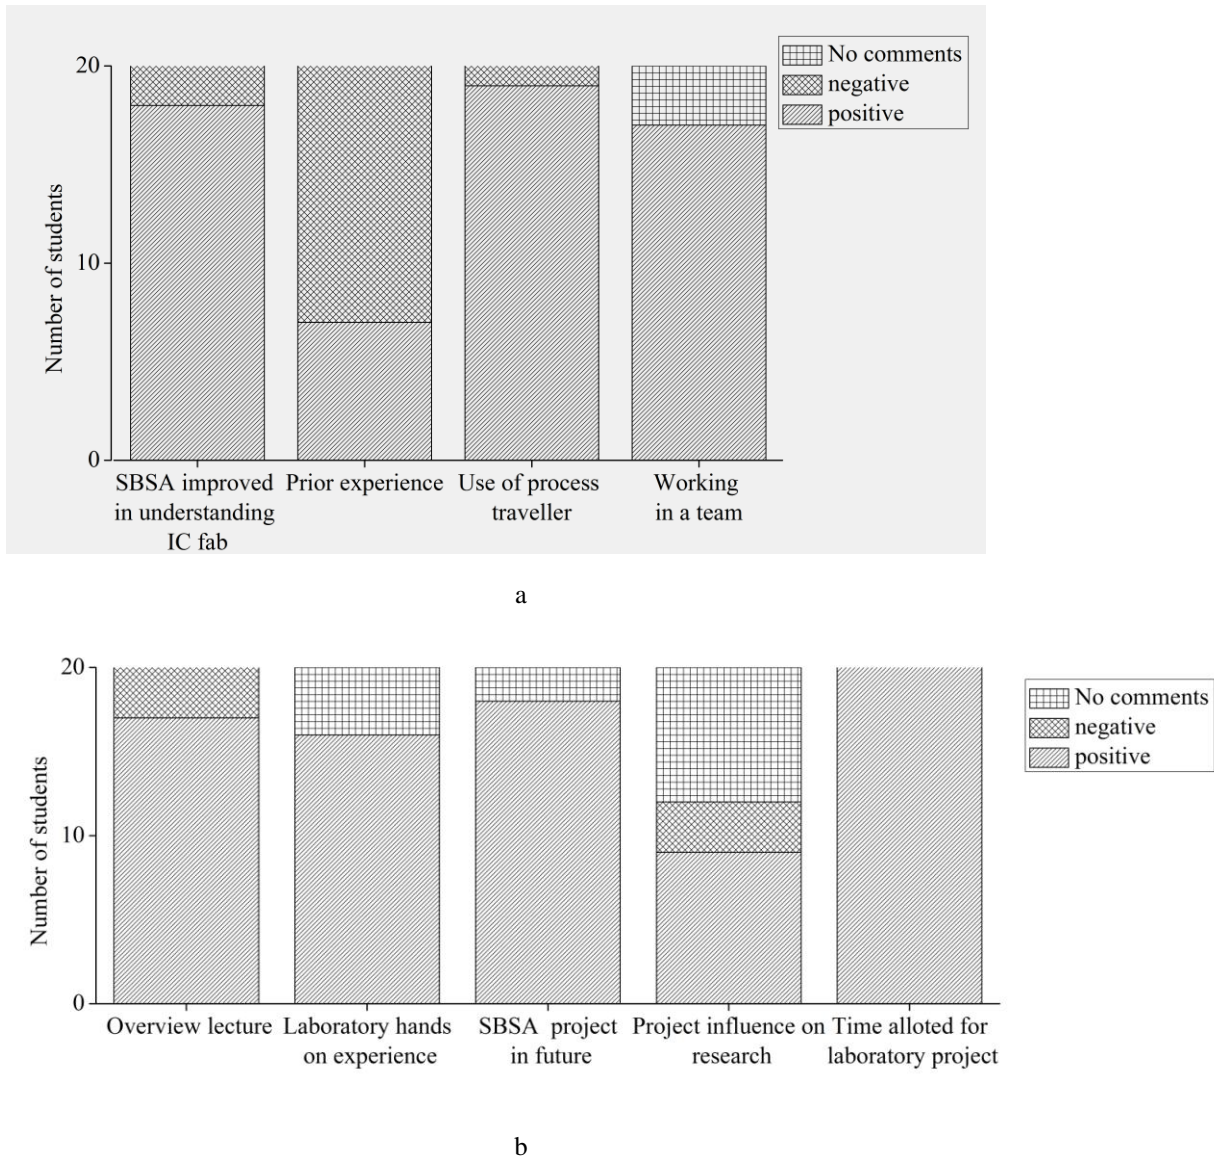 20
10
0
Number of students
No comments
negative
positive
SBSA improved
in understanding
IC fab
Prior experience
Use of process
traveller
Working
in a team
a
20
10
0
Number of students
No comments
negative
positive
Overview lecture
Laboratory hands
on experience
SBSA project
in future
Project influence on
research
Time alloted for
laboratory project
b